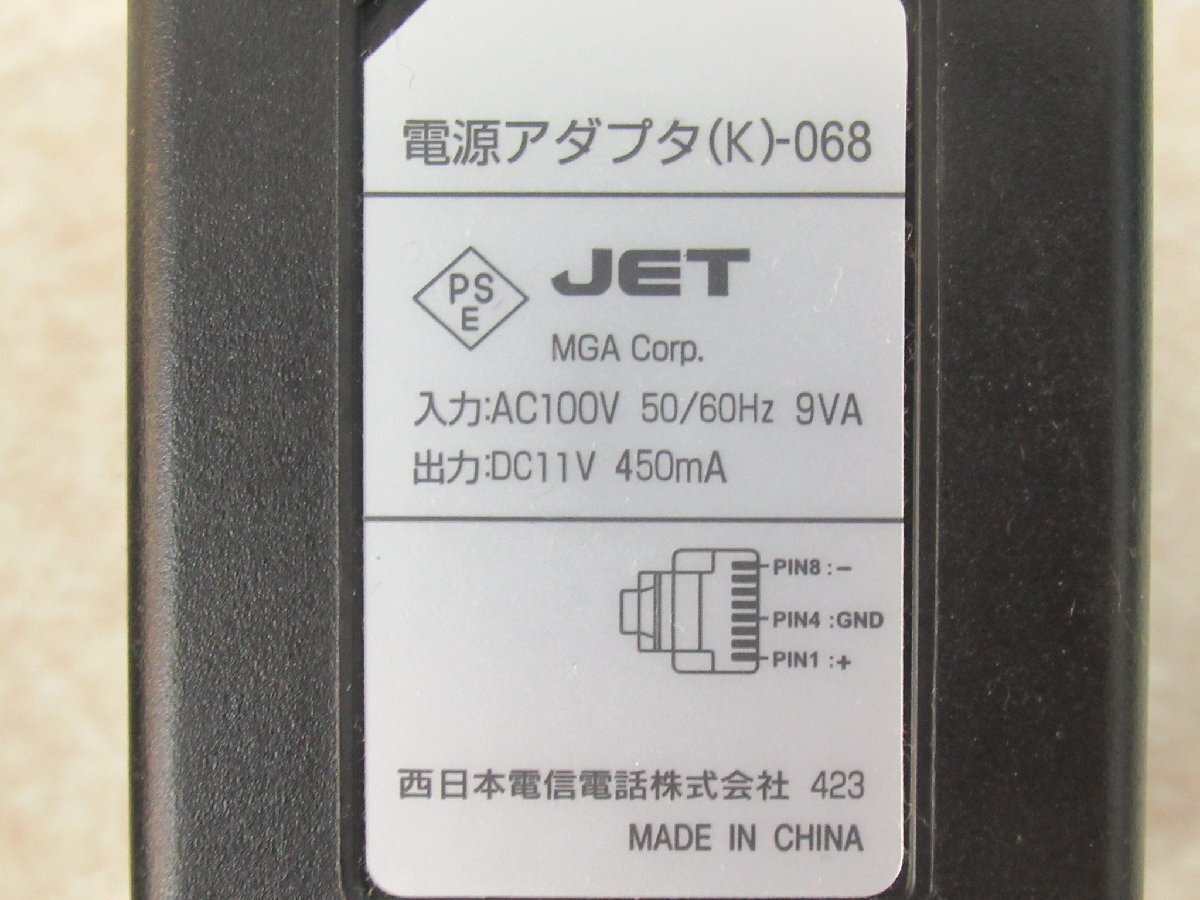 電源アダプタ(K)-068
PS
E
JET
MGA Corp.
入力:AC100V 50/60Hz 9VA
出力:DC11V 450mA
PIN8 :−
PIN4 :GND
PIN1 :+
西日本電信電話株式会社 423
MADE IN CHINA